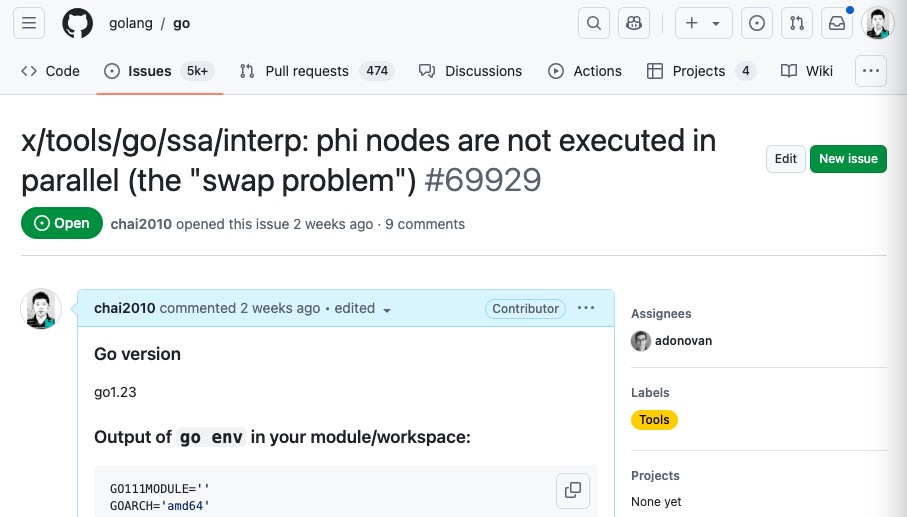 golang / go
Code Issues 5k+ Pull requests 474 Discussions Actions Projects 4 Wiki
x/tools/go/ssa/interp: phi nodes are not executed in
parallel (the "swap problem") #69929
Edit New issue
Open chai2010 opened this issue 2 weeks ago · 9 comments
chai2010 commented 2 weeks ago • edited Contributor
Go version
go1.23
Output of go env in your module/workspace:
GO111MODULE=''
GOARCH='amd64'
Assignees
adonovan
Labels
Tools
Projects
None yet